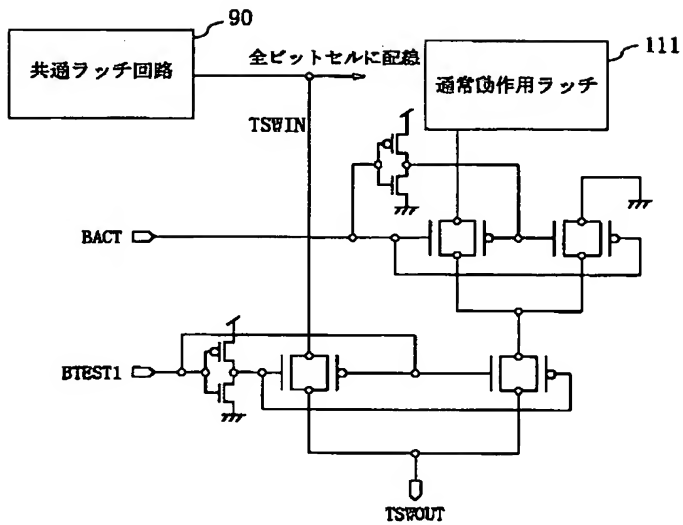 90
共通ラッチ回路
全ビットセルに配線
111
通常動作用ラッチ
TSWIN
BACT
BTEST1
TSWOUT